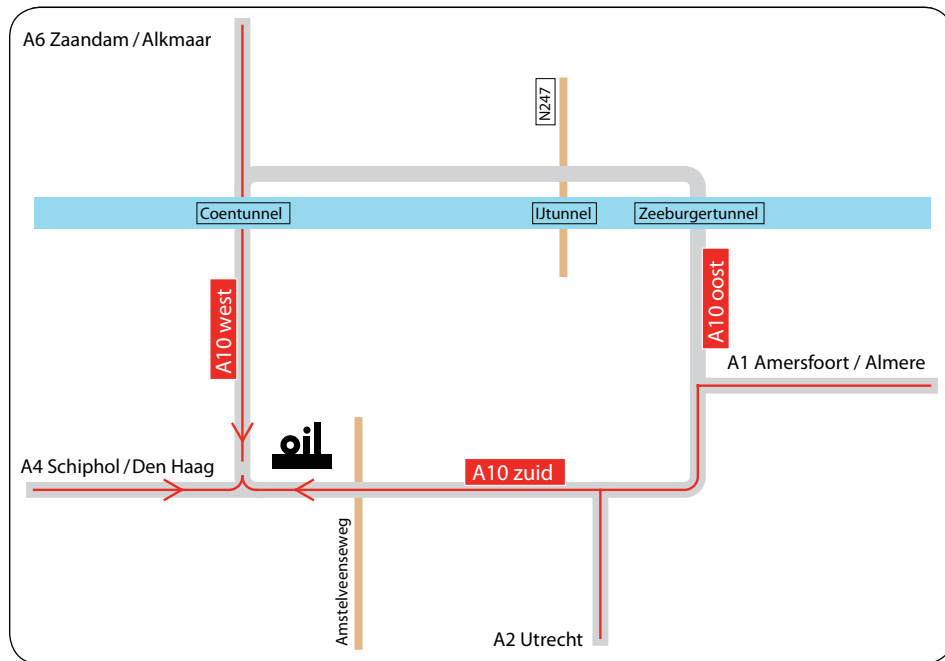 A6 Zaandam / Alkmaar
N247
Coentunnel
IJtunnel
Zeeburgertunnel
A10 west
A10 oost
A1 Amersfoort / Almere
oil
A4 Schiphol / Den Haag
A10 zuid
Amstelveenseweg
A2 Utrecht